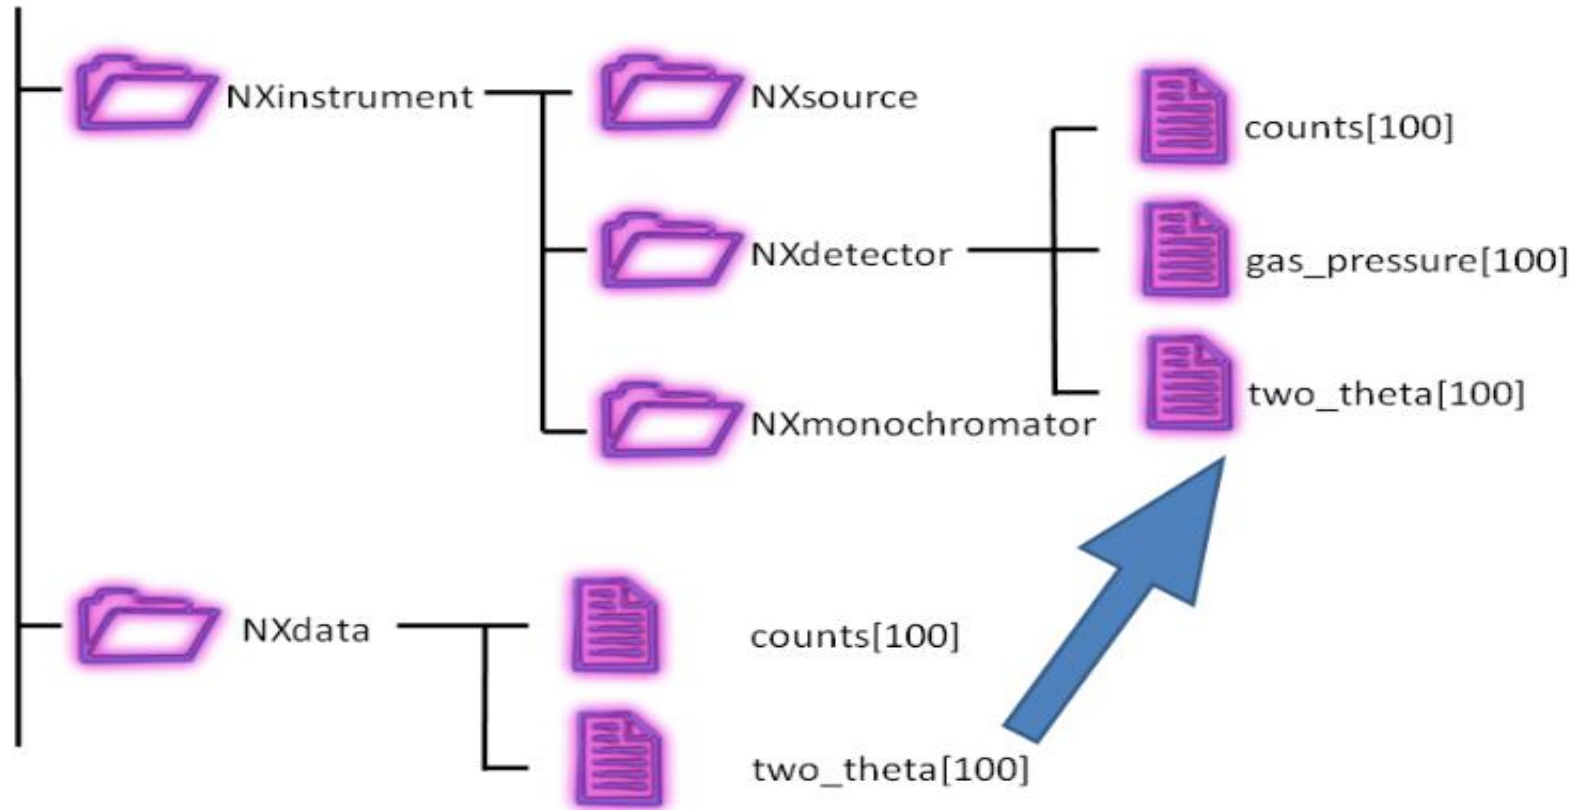 NXinstrument
NXsource
NXdetector
NXmonochromator
counts[100]
gas_pressure[100]
two_theta[100]
NXdata
counts[100]
two_theta[100]